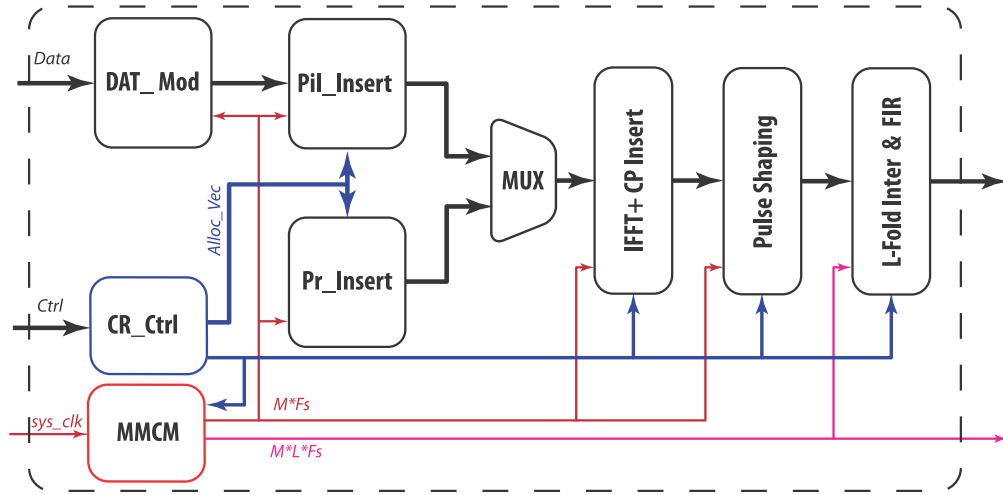 Data
DAT_ Mod
Pil_Insert
MUX
IFFT+ CP Insert
Pulse Shaping
L-Fold Inter & FIR
Alloc_Vec
Pr_Insert
Ctrl
CR_Ctrl
sys_clk
MMCM
M*Fs
M*L*Fs